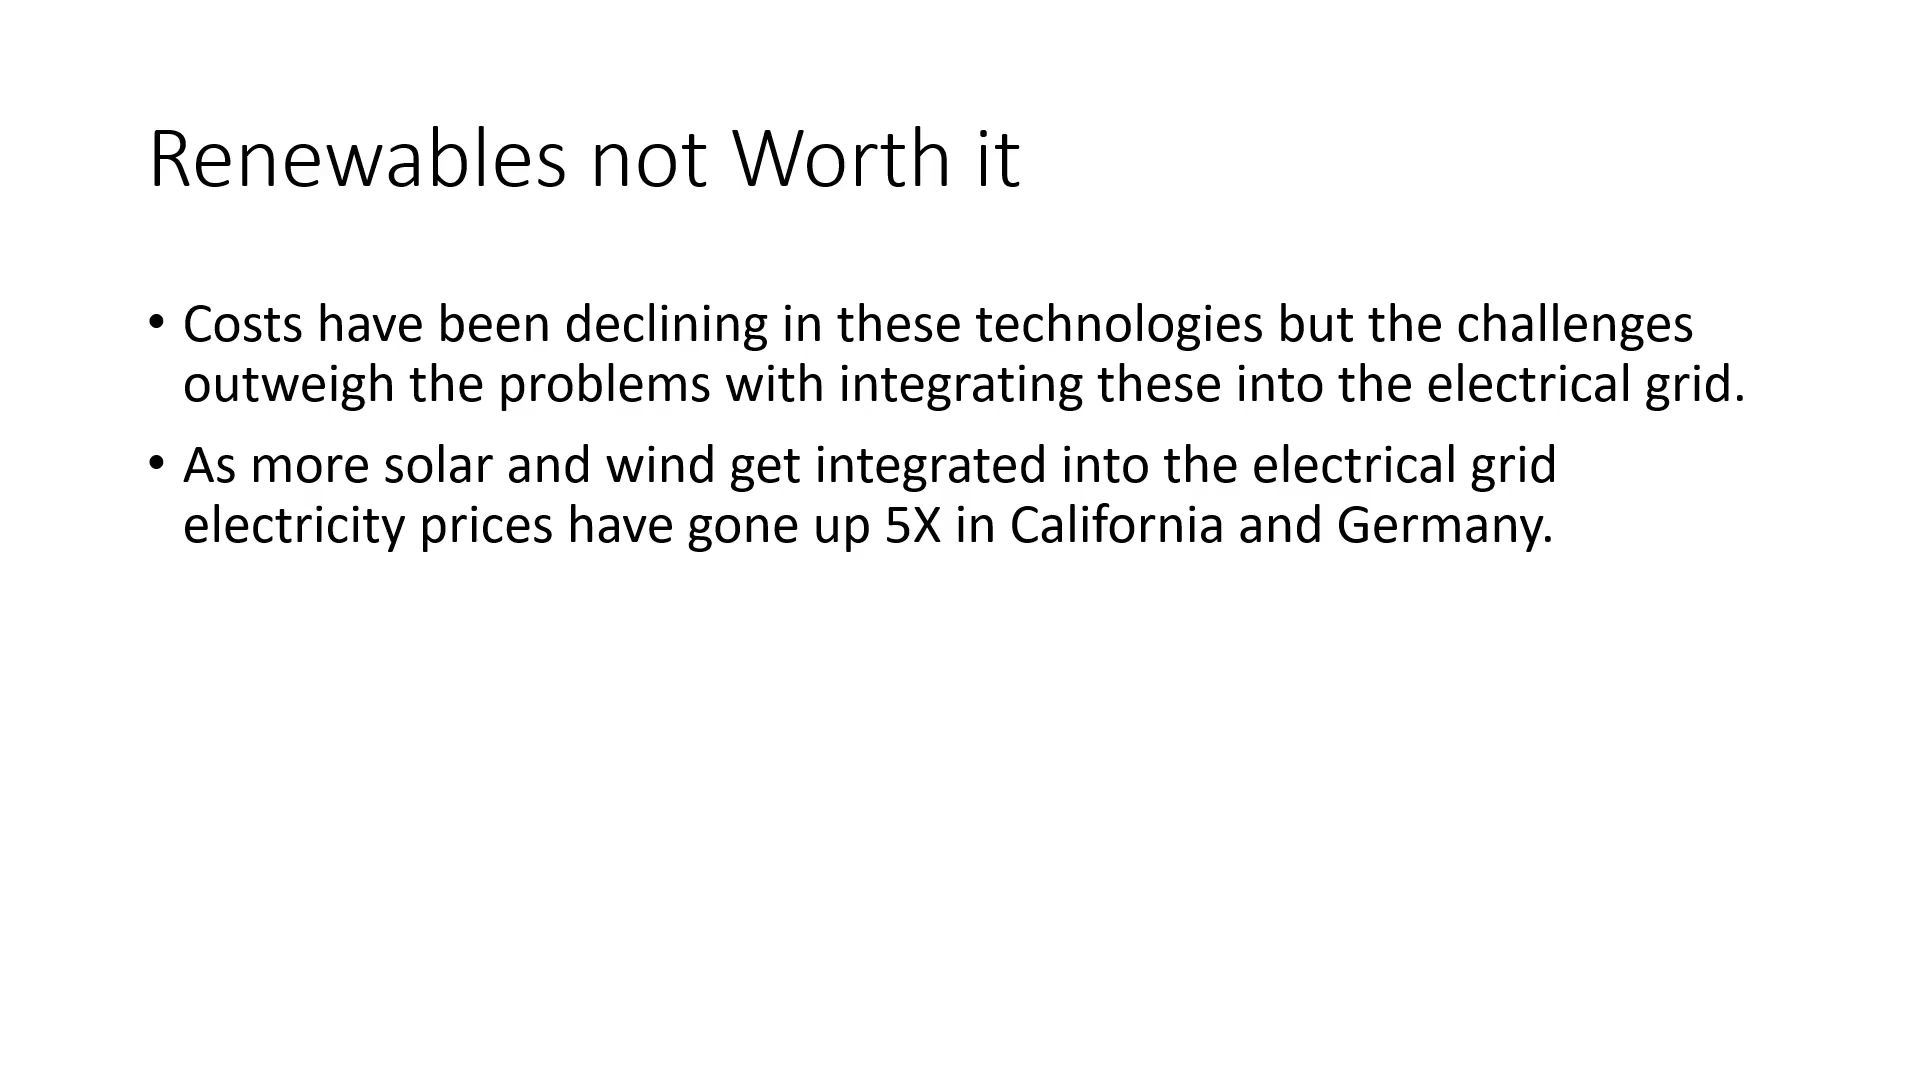 Renewables not Worth it
• Costs have been declining in these technologies but the challenges
outweigh the problems with integrating these into the electrical grid.
• As more solar and wind get integrated into the electrical grid
electricity prices have gone up 5X in California and Germany.